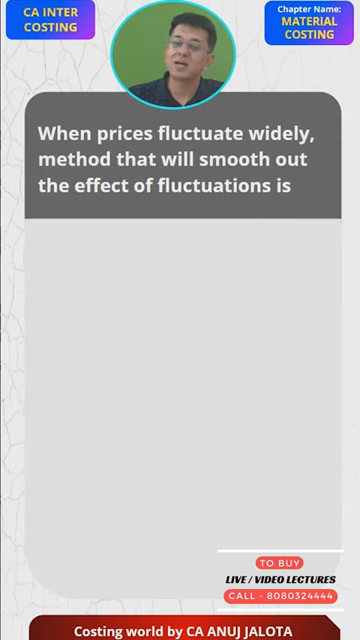 CA INTER
COSTING
Chapter Name:
MATERIAL
COSTING
When prices fluctuate widely,
method that will smooth out
the effect of fluctuations is
TO BUY
LIVE / VIDEO LECTURES
CALL - 8080324444
Costing world by CA ANUJ JALOTA